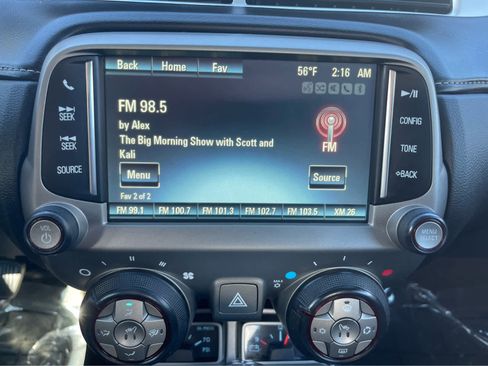 Back Home Fav 56°F 2:16 AM
FM 98.5
by Alex
The Big Morning Show with Scott and
Kali
FM
Menu
Source
Fav 2 of 2
FM 99.1 FM 100.7 FM 101.3 FM 102.7 FM 103.5 XM 26
SEEK
SEEK
SOURCE
CONFIG
TONE
BACK
VOL
MENU
SELECT